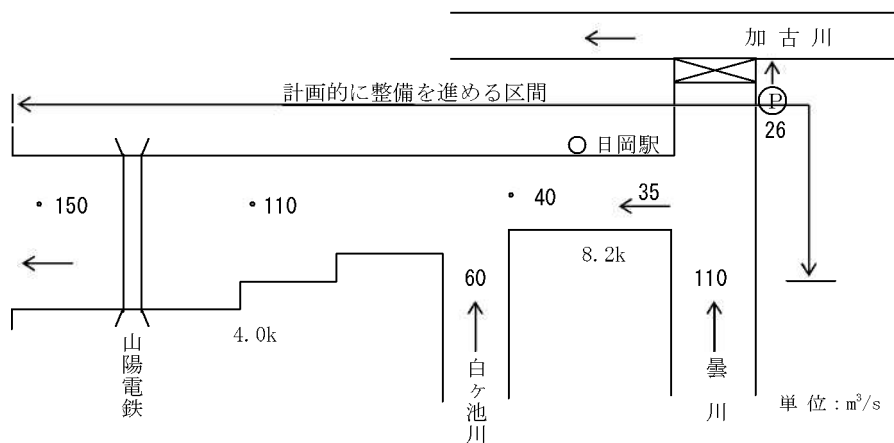 加古川
計画的に整備を進める区間
P
26
日岡駅
150
110
40
35
8.2k
60
110
4.0k
山陽電鉄
白ヶ池川
曇川
単位：m³/s